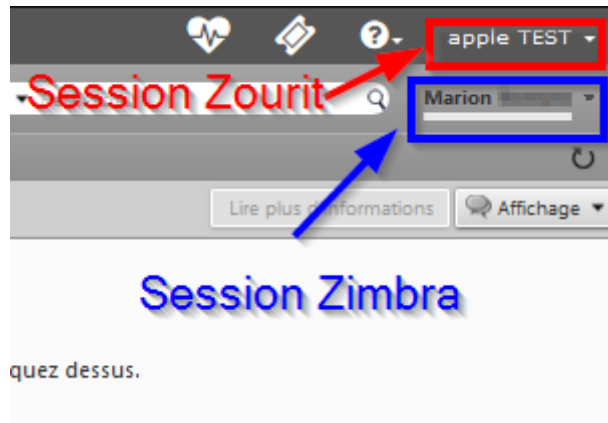 apple TEST
Session Zourit
Marion
Lire plus d'informations
Affichage
Session Zimbra
quez dessus.